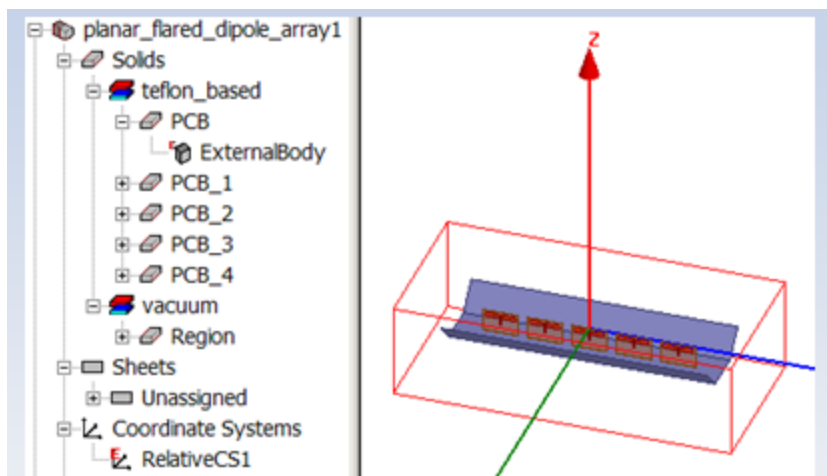 planar_flared_dipole_array1
Solids
teflon_based
PCB
ExternalBody
PCB_1
PCB_2
PCB_3
PCB_4
vacuum
Region
Sheets
Unassigned
Coordinate Systems
RelativeCS1
z